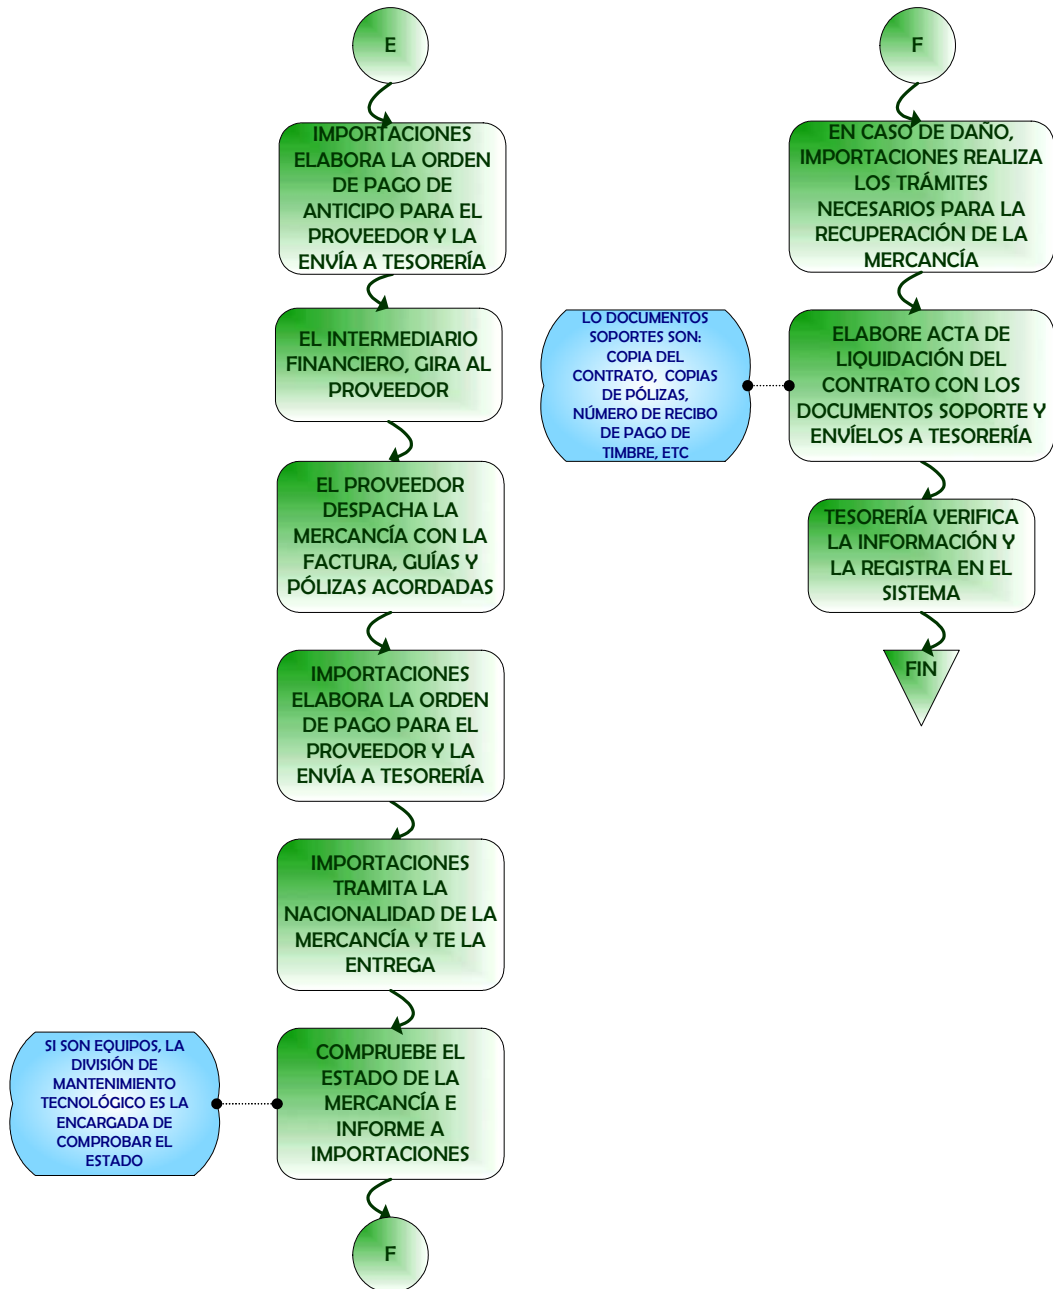 E
IMPORTACIONES
ELABORA LA ORDEN
DE PAGO DE
ANTICIPO PARA EL
PROVEEDOR Y LA
ENVÍA A TESORERÍA
EL INTERMEDIARIO
FINANCIERO, GIRA AL
PROVEEDOR
EL PROVEEDOR
DESPACHA LA
MERCANCÍA CON LA
FACTURA, GUÍAS Y
PÓLIZAS ACORDADAS
IMPORTACIONES
ELABORA LA ORDEN
DE PAGO PARA EL
PROVEEDOR Y LA
ENVÍA A TESORERÍA
IMPORTACIONES
TRAMITA LA
NACIONALIDAD DE LA
MERCANCÍA Y TE LA
ENTREGA
SI SON EQUIPOS, LA
DIVISIÓN DE
MANTENIMIENTO
TECNOLÓGICO ES LA
ENCARGADA DE
COMPROBAR EL
ESTADO
COMPRUEBE EL
ESTADO DE LA
MERCANCÍA E
INFORME A
IMPORTACIONES
F
F
EN CASO DE DAÑO,
IMPORTACIONES REALIZA
LOS TRÁMITES
NECESARIOS PARA LA
RECUPERACIÓN DE LA
MERCANCÍA
LO DOCUMENTOS
SOPORTES SON:
COPIA DEL
CONTRATO, COPIAS
DE PÓLIZAS,
NÚMERO DE RECIBO
DE PAGO DE
TIMBRE, ETC
ELABORE ACTA DE
LIQUIDACIÓN DEL
CONTRATO CON LOS
DOCUMENTOS SOPORTE Y
ENVÍELOS A TESORERÍA
TESORERÍA VERIFICA
LA INFORMACIÓN Y
LA REGISTRA EN EL
SISTEMA
FIN